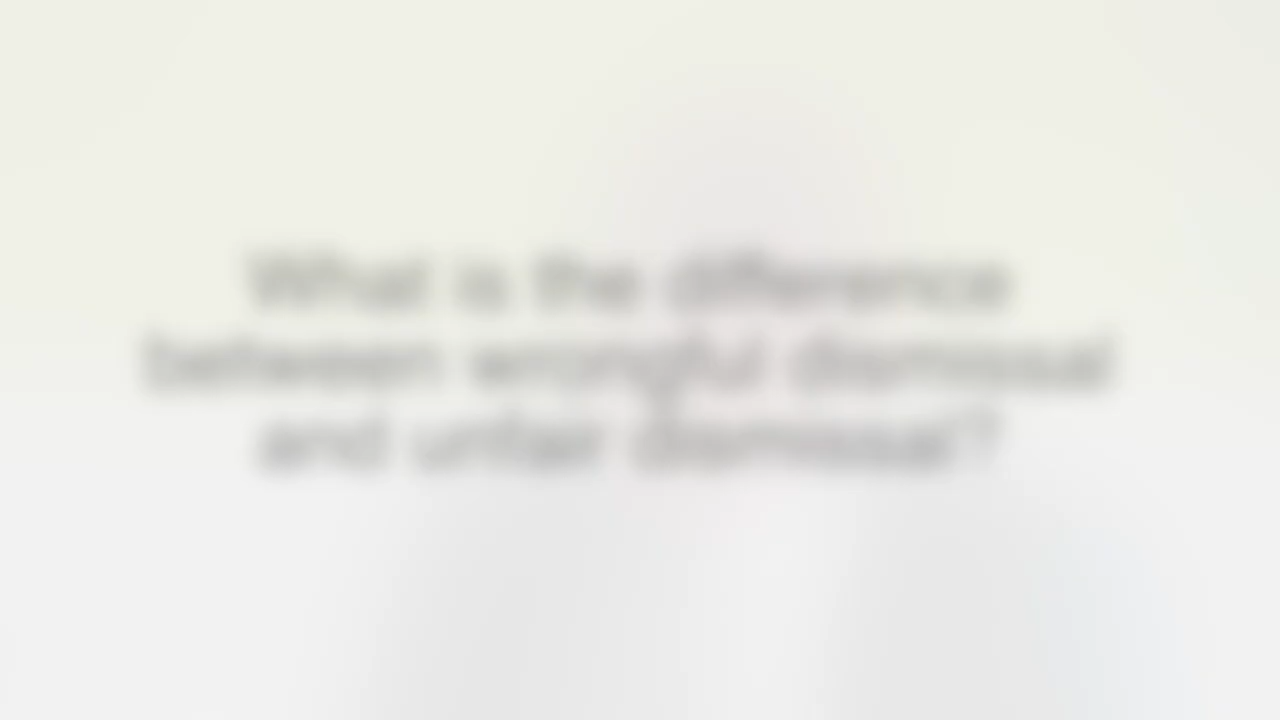 What is the difference
between wrongful dismissal
and unfair dismissal?